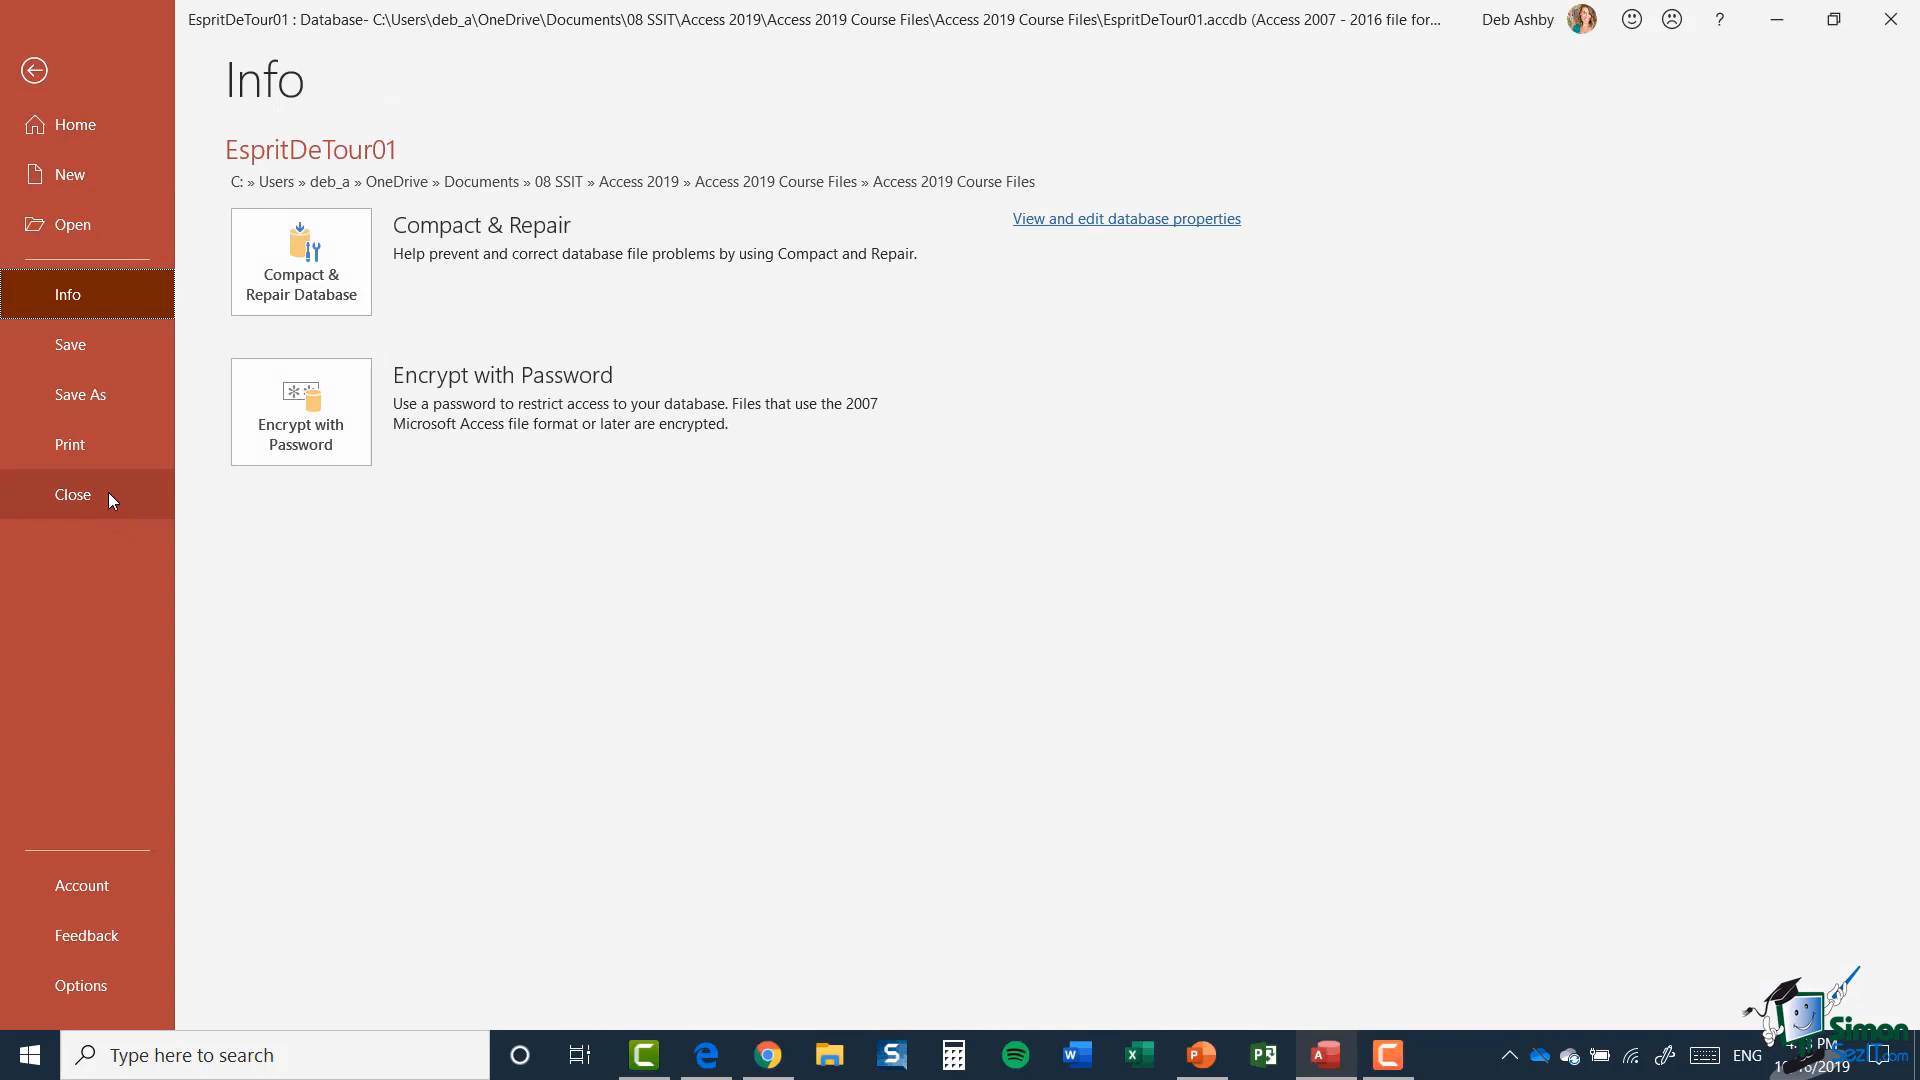 EspritDeTour01 : Database- C:\Users\deb_a\OneDrive\Documents\08 SSIT\Access 2019\Access 2019 Course Files\Access 2019 Course Files\EspritDeTour01.accdb (Access 2007 - 2016 file for...
Deb Ashby
?
Info
Home
New
Open
Info
Save
Save As
Print
Close
Account
Feedback
Options
EspritDeTour01
C: » Users » deb_a » OneDrive » Documents » 08 SSIT » Access 2019 » Access 2019 Course Files » Access 2019 Course Files
Compact &
Repair Database
Compact & Repair
Help prevent and correct database file problems by using Compact and Repair.
View and edit database properties
Encrypt with
Password
Encrypt with Password
Use a password to restrict access to your database. Files that use the 2007
Microsoft Access file format or later are encrypted.
Type here to search
ENG
PM
Simon
SezIT.com